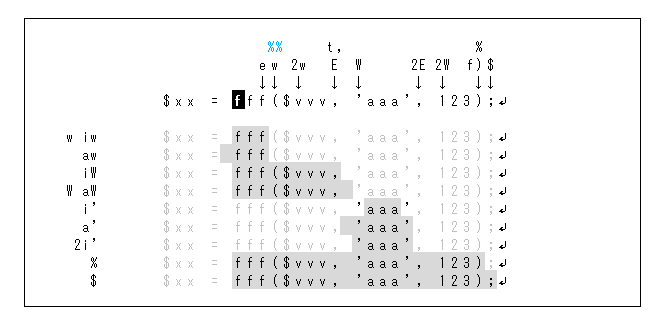 %% t, %
e w 2w E W 2E 2W f) $
↓ ↓ ↓ ↓ ↓ ↓ ↓ ↓ ↓
$xx = fff($vvv, 'aaa', 123);↲
w iw $xx = fff($vvv, 'aaa', 123);↲
aw $xx = fff($vvv, 'aaa', 123);↲
iW $xx = fff($vvv, 'aaa', 123);↲
W aW $xx = fff($vvv, 'aaa', 123);↲
i' $xx = fff($vvv, 'aaa', 123);↲
a' $xx = fff($vvv, 'aaa', 123);↲
2i' $xx = fff($vvv, 'aaa', 123);↲
% $xx = fff($vvv, 'aaa', 123);↲
$ $xx = fff($vvv, 'aaa', 123);↲